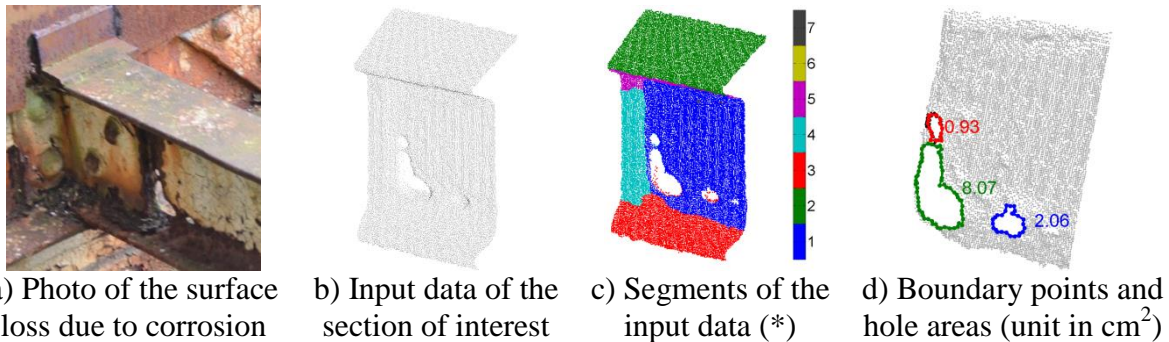 7
6
5
4
3
2
1
0.93
8.07
2.06
) Photo of the surface
loss due to corrosion
b) Input data of the
section of interest
c) Segments of the
input data (*)
d) Boundary points and
hole areas (unit in cm²)